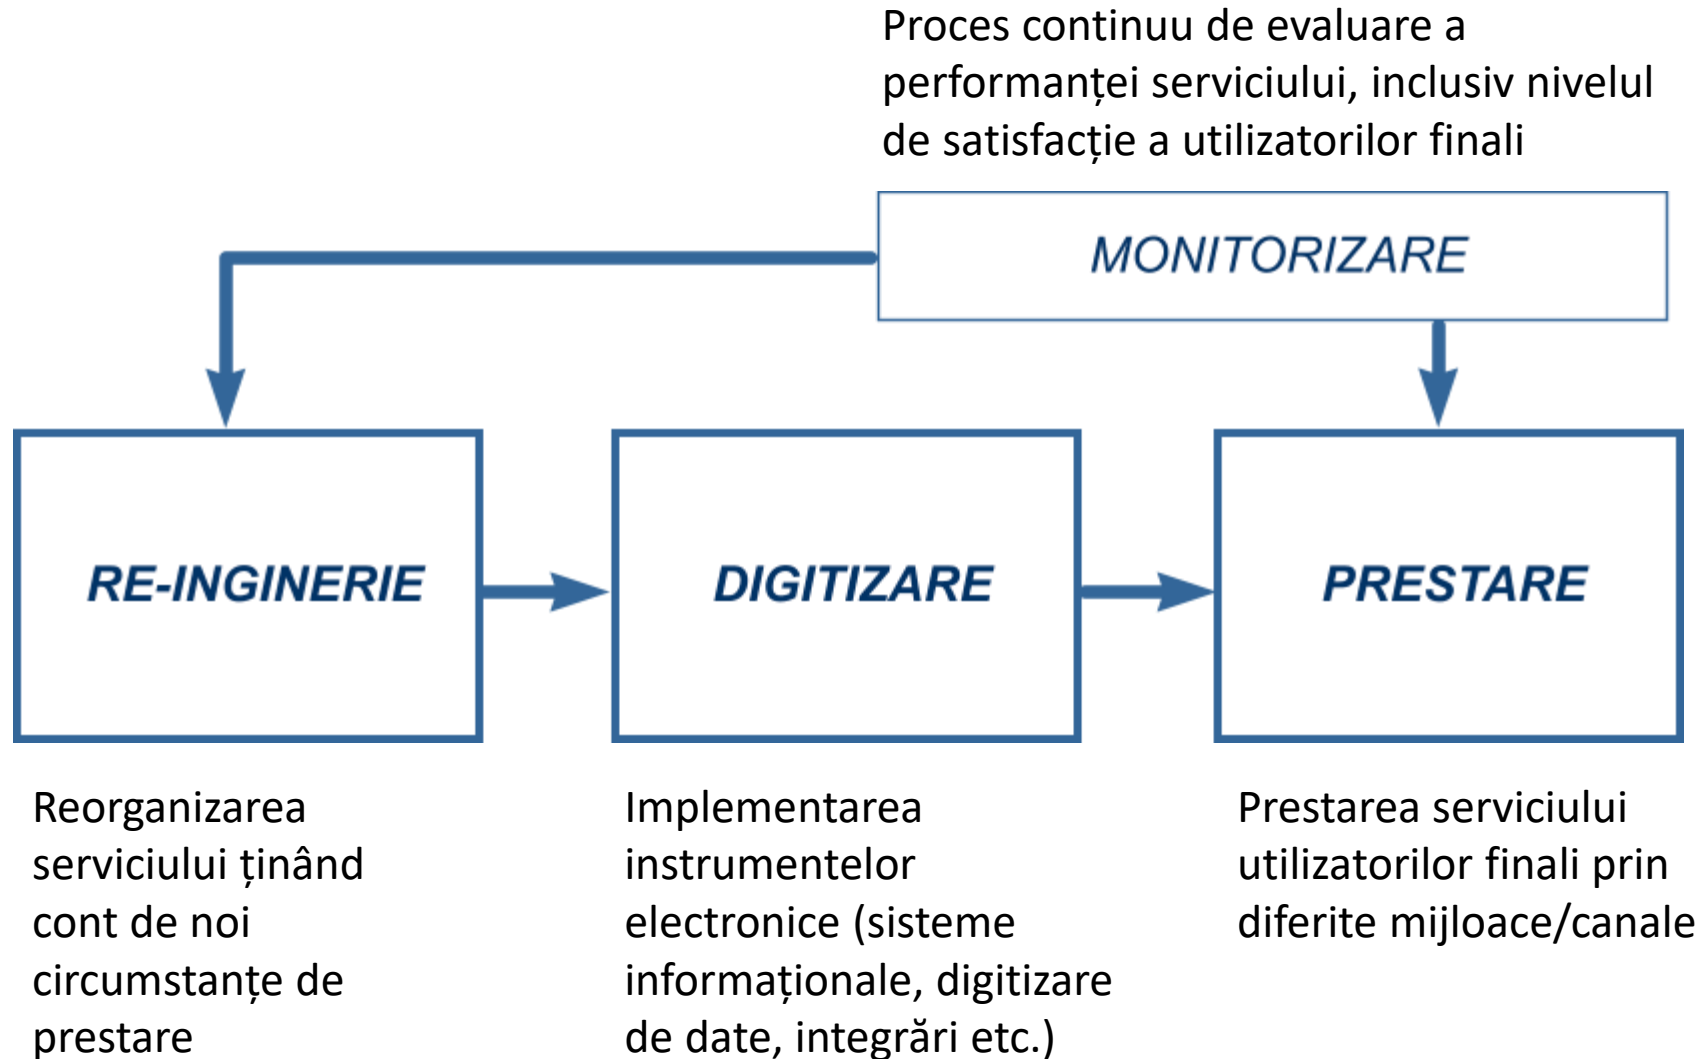 Proces continuu de evaluare a
performanței serviciului, inclusiv nivelul
de satisfacție a utilizatorilor finali
MONITORIZARE
RE-INGINERIE
DIGITIZARE
PRESTARE
Reorganizarea
serviciului ținând
cont de noi
circumstanțe de
prestare
Implementarea
instrumentelor
electronice (sisteme
informaționale, digitizare
de date, integrări etc.)
Prestarea serviciului
utilizatorilor finali prin
diferite mijloace/canale